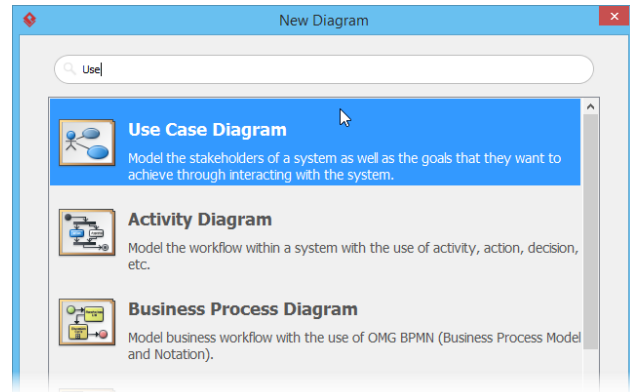 New Diagram
Use
Use Case Diagram
Model the stakeholders of a system as well as the goals that they want to
achieve through interacting with the system.
Activity Diagram
Model the workflow within a system with the use of activity, action, decision,
etc.
Business Process Diagram
Model business workflow with the use of OMG BPMN (Business Process Model
and Notation).